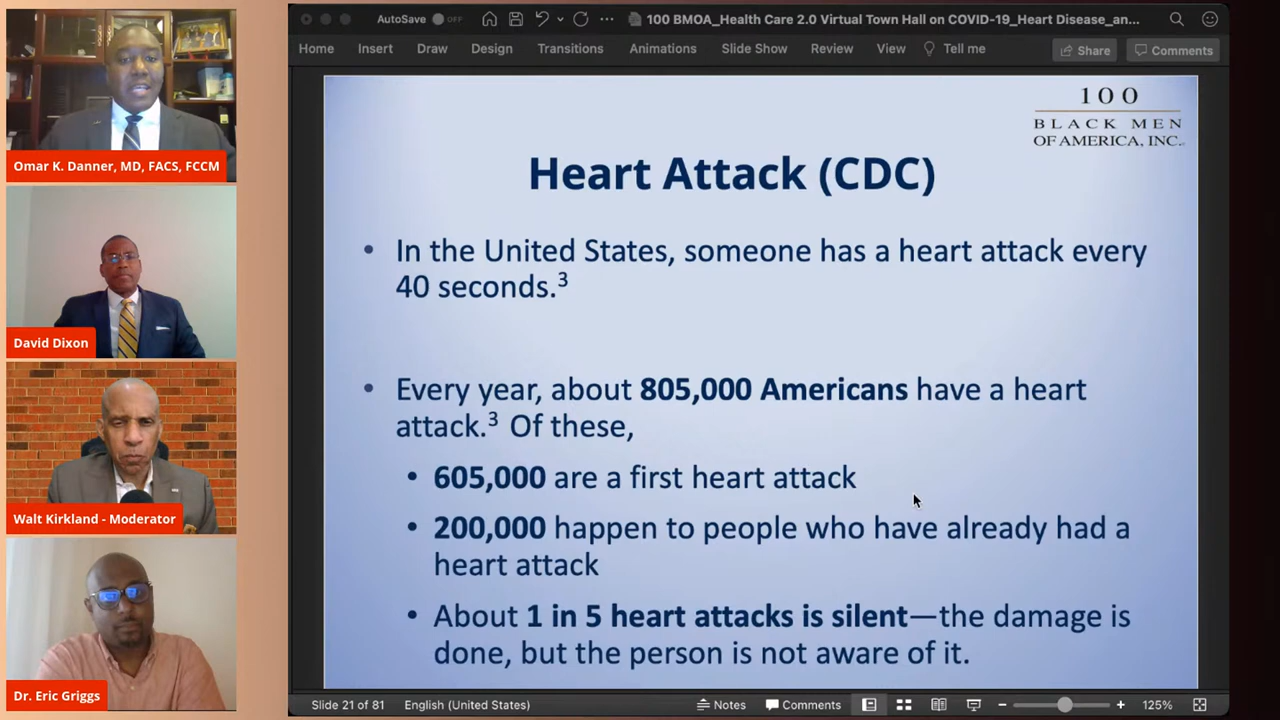 Omar K. Danner, MD, FACS, FCCM
David Dixon
Walt Kirkland - Moderator
Dr. Eric Griggs
AutoSave OFF
100 BMOA_Health Care 2.0 Virtual Town Hall on COVID-19_Heart Disease_an...
Home Insert Draw Design Transitions Animations Slide Show Review View Tell me Share Comments
100
BLACK MEN
OF AMERICA, INC.
Heart Attack (CDC)
• In the United States, someone has a heart attack every
40 seconds.³
• Every year, about 805,000 Americans have a heart
attack.³ Of these,
• 605,000 are a first heart attack
• 200,000 happen to people who have already had a
heart attack
• About 1 in 5 heart attacks is silent—the damage is
done, but the person is not aware of it.
Slide 21 of 81 English (United States) Notes Comments 125%